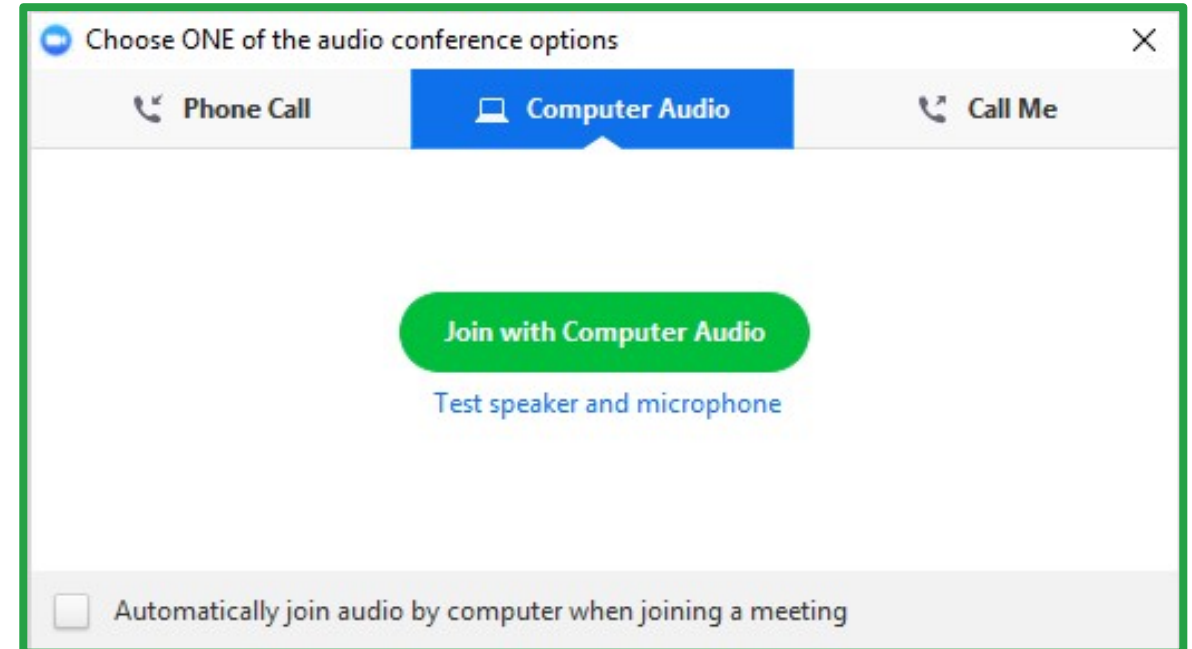 Choose ONE of the audio conference options
Phone Call
Computer Audio
Call Me
Join with Computer Audio
Test speaker and microphone
Automatically join audio by computer when joining a meeting